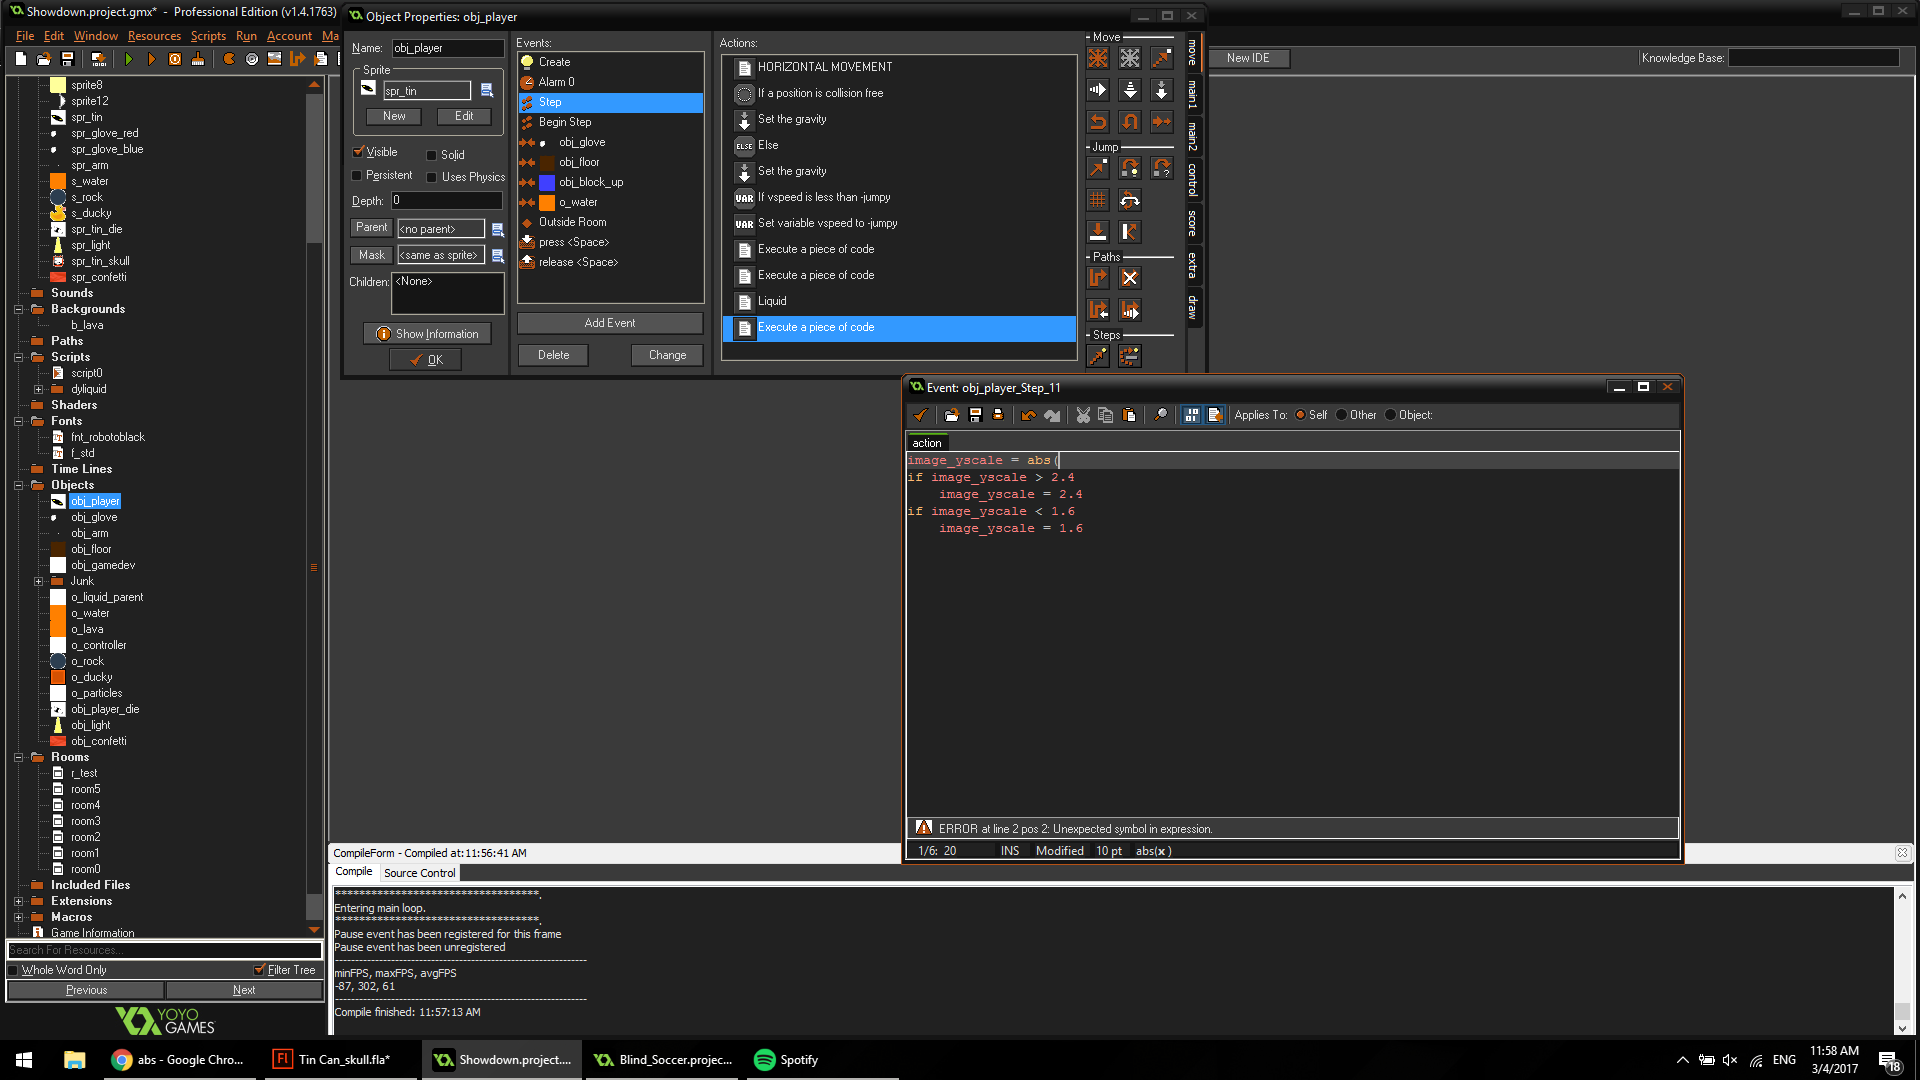 Showdown.project.gmx* - Professional Edition (v1.4.1763)
File Edit Window Resources Scripts Run Account Ma
New IDE
Knowledge Base:
sprite8
sprite12
spr_tin
spr_glove_red
spr_glove_blue
spr_arm
s_water
s_rock
s_ducky
spr_tin_die
spr_light
spr_tin_skull
spr_confetti
Sounds
Backgrounds
b_lava
Paths
Scripts
script0
dyliquid
Shaders
Fonts
fnt_robotoblack
f_std
Time Lines
Objects
obj_player
obj_glove
obj_arm
obj_floor
obj_gamedev
Junk
o_liquid_parent
o_water
o_lava
o_controller
o_rock
o_ducky
o_particles
obj_player_die
obj_light
obj_confetti
Rooms
r_test
room5
room4
room3
room2
room1
room0
Included Files
Extensions
Macros
Game Information
Search For Resources...
Whole Word Only Filter Tree
Previous Next
YOYO GAMES
Object Properties: obj_player
Name: obj_player
Sprite
spr_tin
New Edit
Visible Solid
Persistent Uses Physics
Depth: 0
Parent <no parent>
Mask <same as sprite>
Children: <None>
Show Information
OK
Events:
Create
Alarm 0
Step
Begin Step
obj_glove
obj_floor
obj_block_up
o_water
Outside Room
press <Space>
release <Space>
Add Event
Delete Change
Actions:
HORIZONTAL MOVEMENT
If a position is collision free
Set the gravity
ELSE Else
Set the gravity
VAR If vspeed is less than -jumpy
VAR Set variable vspeed to -jumpy
Execute a piece of code
Execute a piece of code
Liquid
Execute a piece of code
Move
Jump
Paths
Steps
move
main1
main2
control
score
extra
draw
Event: obj_player_Step_11
Applies To: Self Other Object:
action
image_yscale = abs(
if image_yscale > 2.4
image_yscale = 2.4
if image_yscale < 1.6
image_yscale = 1.6
ERROR at line 2 pos 2: Unexpected symbol in expression.
1/6: 20 INS Modified 10 pt abs(x )
CompileForm - Compiled at:11:56:41 AM
Compile Source Control
***********************************.
Entering main loop.
***********************************.
Pause event has been registered for this frame
Pause event has been unregistered
minFPS, maxFPS, avgFPS
-87, 302, 61
Compile finished: 11:57:13 AM
abs - Google Chro...
Tin Can_skull.fla*
Showdown.project....
Blind_Soccer.projec...
Spotify
ENG
11:58 AM
3/4/2017
18